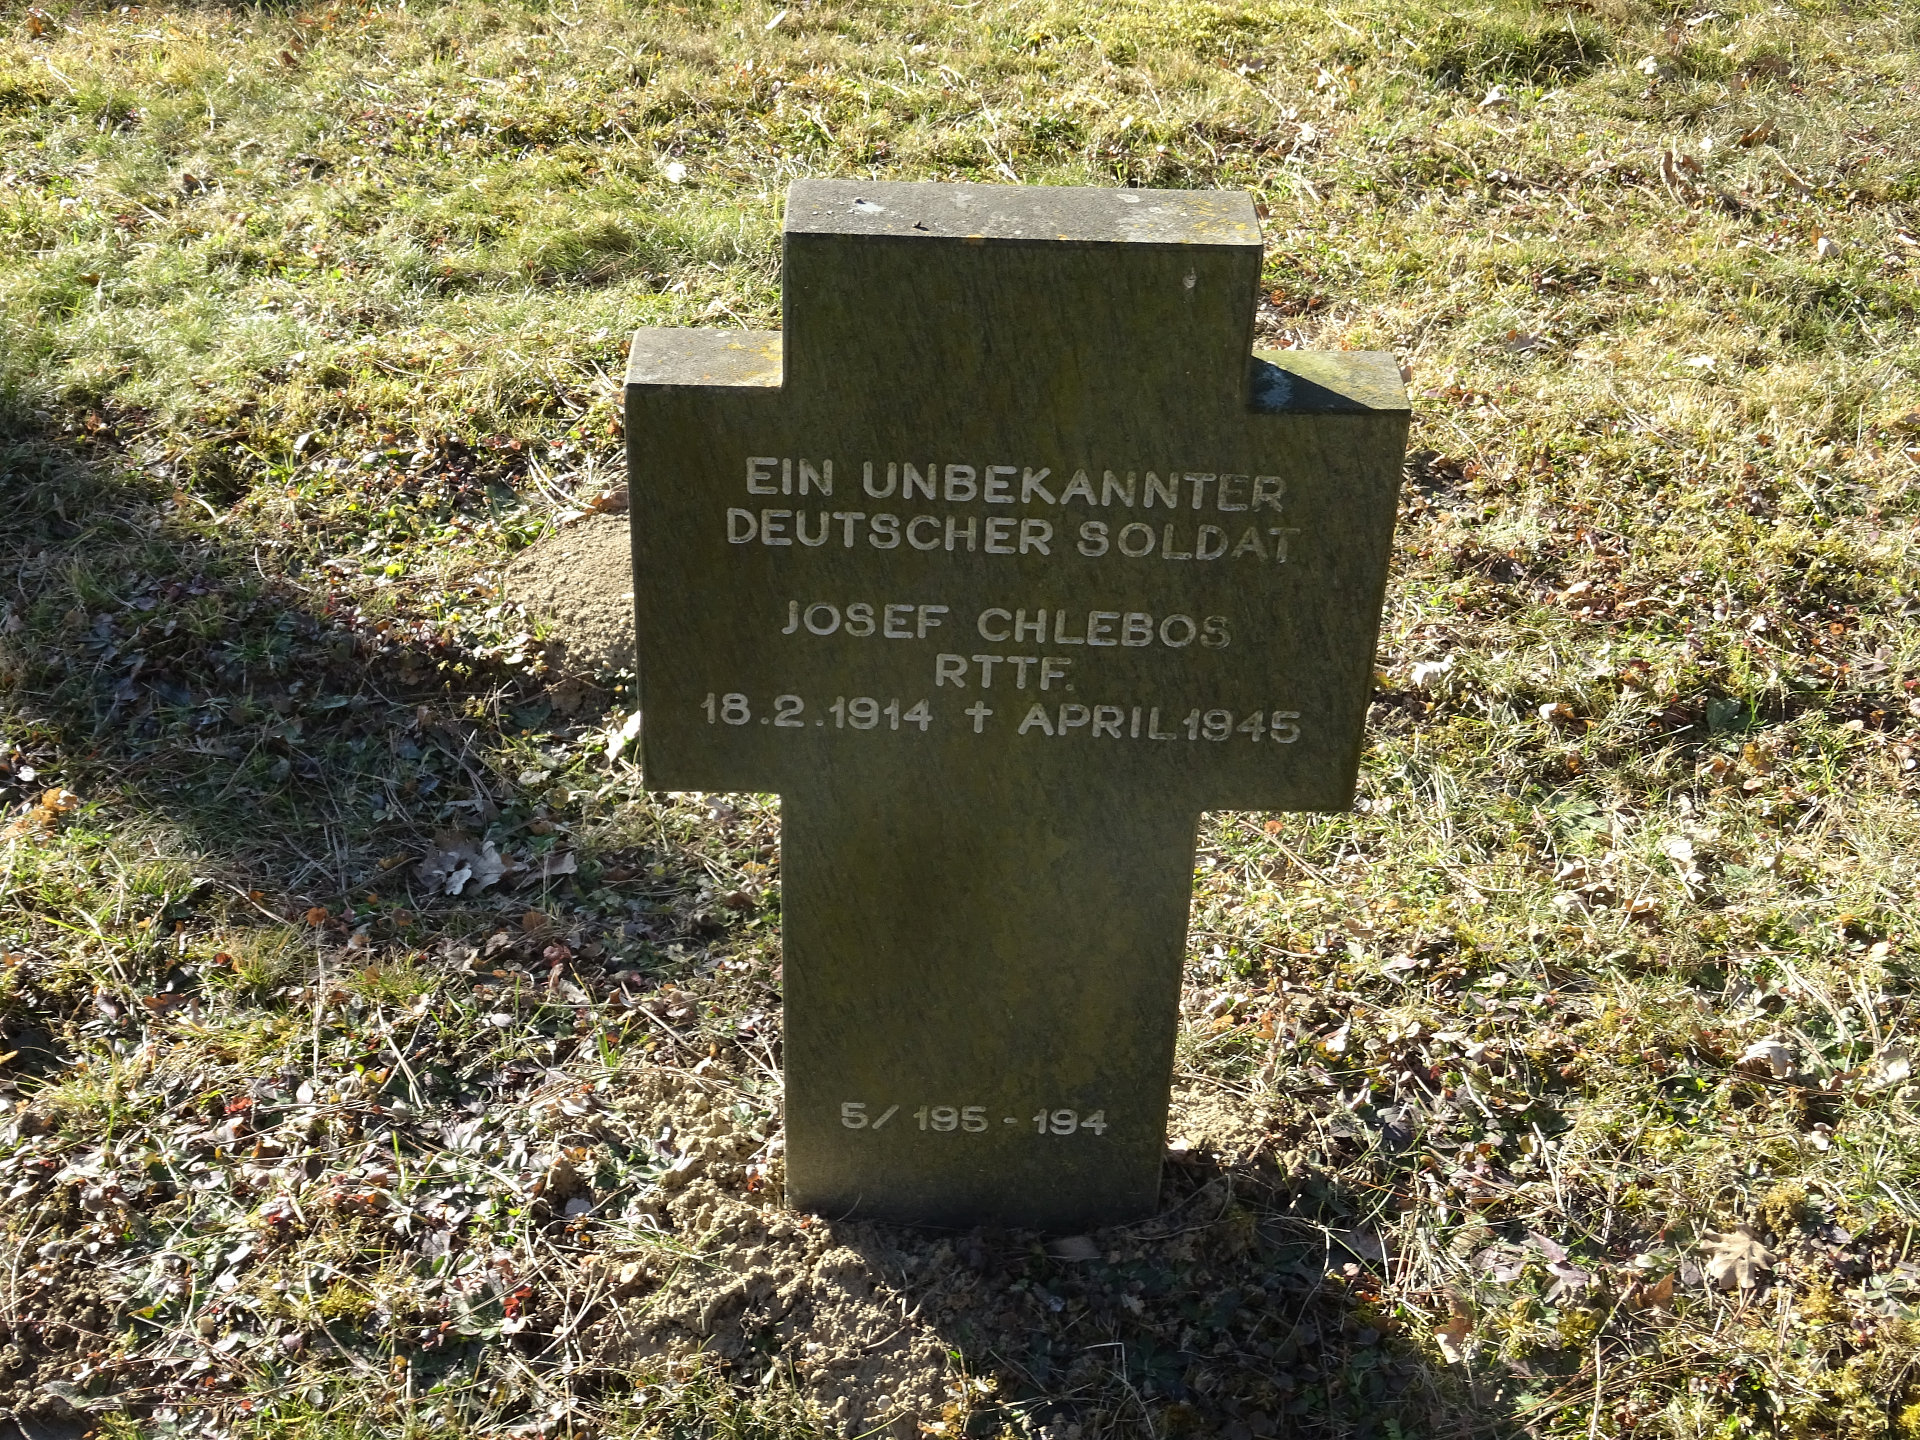 EIN UNBEKANNTER
DEUTSCHER SOLDAT
JOSEF CHLEBOS
RTTF.
18.2.1914 † APRIL 1945
5/ 195 - 194